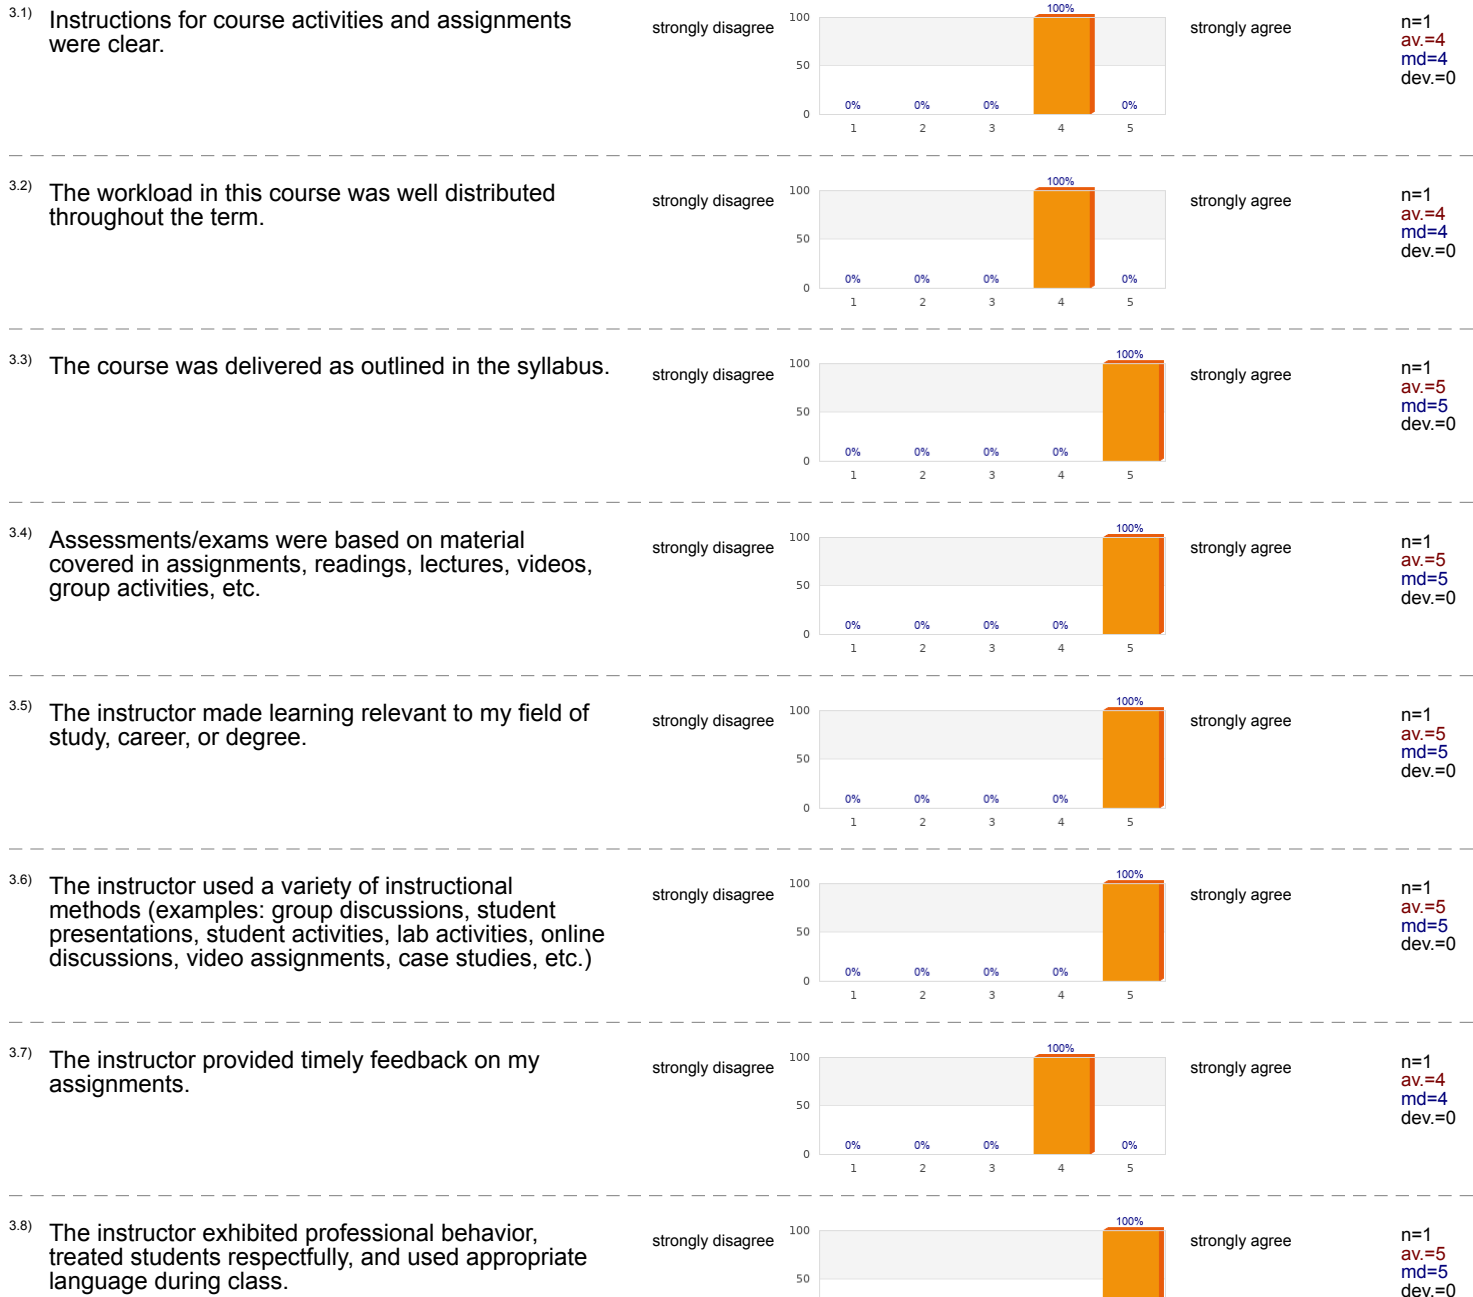 3.1) Instructions for course activities and assignments
were clear.
strongly disagree
strongly agree
100
50
0
0% 0% 0% 100% 0%
1 2 3 4 5
n=1
av.=4
md=4
dev.=0
3.2) The workload in this course was well distributed
throughout the term.
strongly disagree
strongly agree
100
50
0
0% 0% 0% 100% 0%
1 2 3 4 5
n=1
av.=4
md=4
dev.=0
3.3) The course was delivered as outlined in the syllabus.
strongly disagree
strongly agree
100
50
0
0% 0% 0% 0% 100%
1 2 3 4 5
n=1
av.=5
md=5
dev.=0
3.4) Assessments/exams were based on material
covered in assignments, readings, lectures, videos,
group activities, etc.
strongly disagree
strongly agree
100
50
0
0% 0% 0% 0% 100%
1 2 3 4 5
n=1
av.=5
md=5
dev.=0
3.5) The instructor made learning relevant to my field of
study, career, or degree.
strongly disagree
strongly agree
100
50
0
0% 0% 0% 0% 100%
1 2 3 4 5
n=1
av.=5
md=5
dev.=0
3.6) The instructor used a variety of instructional
methods (examples: group discussions, student
presentations, student activities, lab activities, online
discussions, video assignments, case studies, etc.)
strongly disagree
strongly agree
100
50
0
0% 0% 0% 0% 100%
1 2 3 4 5
n=1
av.=5
md=5
dev.=0
3.7) The instructor provided timely feedback on my
assignments.
strongly disagree
strongly agree
100
50
0
0% 0% 0% 100% 0%
1 2 3 4 5
n=1
av.=4
md=4
dev.=0
3.8) The instructor exhibited professional behavior,
treated students respectfully, and used appropriate
language during class.
strongly disagree
strongly agree
100
50
100%
n=1
av.=5
md=5
dev.=0